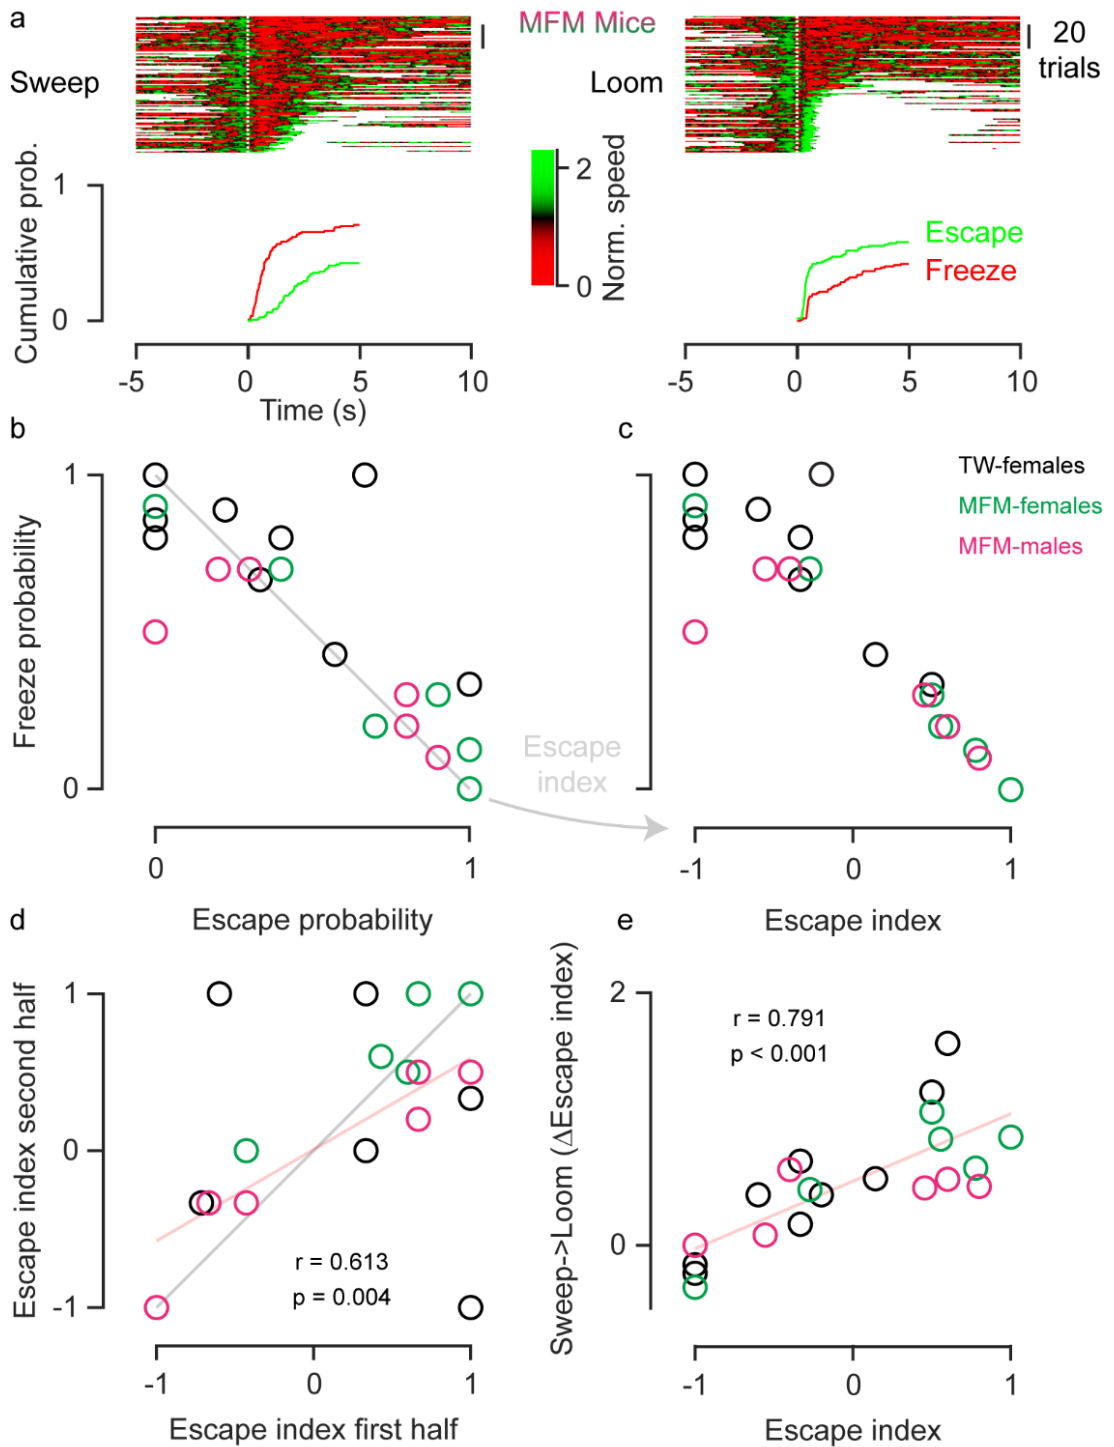 a
MFM Mice
Sweep
Loom
20
trials
Cumulative prob.
1
0
2
0
Norm. speed
Escape
Freeze
-5
0
5
10
Time (s)
-5
0
5
10
b
c
Freeze probability
1
0
TW-females
MFM-females
MFM-males
Escape
index
0
1
Escape probability
-1
0
1
Escape index
d
e
Escape index second half
1
0
-1
r = 0.613
p = 0.004
-1
0
1
Escape index first half
Sweep->Loom (ΔEscape index)
2
0
r = 0.791
p < 0.001
-1
0
1
Escape index